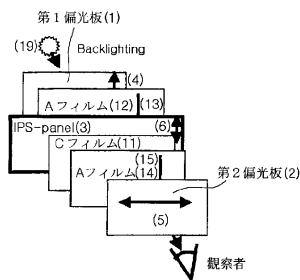 第1偏光板(1)
(19)
Backlighting
(4)
Aフィルム(12)
(13)
IPS-panel(3)
(6)
Cフィルム(11)
(15)
Aフィルム(14)
第2偏光板(2)
(5)
観察者